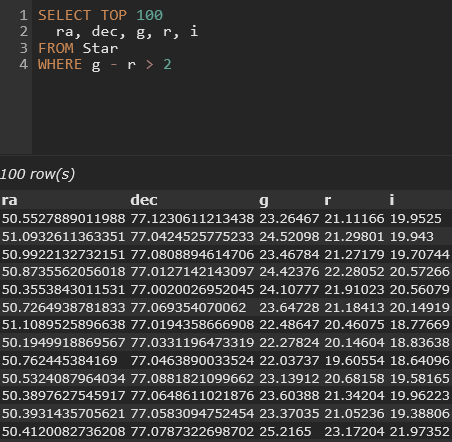 1 SELECT TOP 100
2 ra, dec, g, r, i
3 FROM Star
4 WHERE g - r > 2
100 row(s)
ra dec g r i
50.5527889011988 77.1230611213438 23.26467 21.11166 19.9525
51.0932611363351 77.0424525775233 24.52098 21.29801 19.943
50.9922132732151 77.0808894614706 23.46784 21.27179 19.70744
50.8735562056018 77.0127142143097 24.42376 22.28052 20.57266
50.3553843011531 77.0020026952045 24.10777 21.91023 20.56079
50.7264938781833 77.069354070062 23.64728 21.18413 20.14919
51.1089525896638 77.0194358666908 22.48647 20.46075 18.77669
50.1949918869567 77.0331196473319 22.27824 20.14604 18.83638
50.762445384169 77.0463890033524 22.03737 19.60554 18.64096
50.5324087964034 77.0881821099662 23.13912 20.68158 19.58165
50.3897627545917 77.0648611021876 23.60388 21.34204 19.96223
50.3931435705621 77.0583094752454 23.37035 21.05236 19.38806
50.4120082736208 77.0787322698702 25.2165 23.17204 21.97352